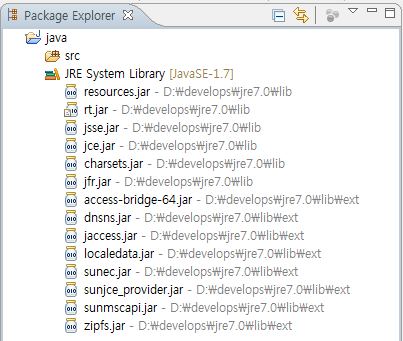 Package Explorer
java
src
JRE System Library [JavaSE-1.7]
resources.jar - D:₩develops₩jre7.0₩lib
rt.jar - D:₩develops₩jre7.0₩lib
jsse.jar - D:₩develops₩jre7.0₩lib
jce.jar - D:₩develops₩jre7.0₩lib
charsets.jar - D:₩develops₩jre7.0₩lib
jfr.jar - D:₩develops₩jre7.0₩lib
access-bridge-64.jar - D:₩develops₩jre7.0₩lib₩ext
dnsns.jar - D:₩develops₩jre7.0₩lib₩ext
jaccess.jar - D:₩develops₩jre7.0₩lib₩ext
localedata.jar - D:₩develops₩jre7.0₩lib₩ext
sunec.jar - D:₩develops₩jre7.0₩lib₩ext
sunjce_provider.jar - D:₩develops₩jre7.0₩lib₩ext
sunmscapi.jar - D:₩develops₩jre7.0₩lib₩ext
zipfs.jar - D:₩develops₩jre7.0₩lib₩ext